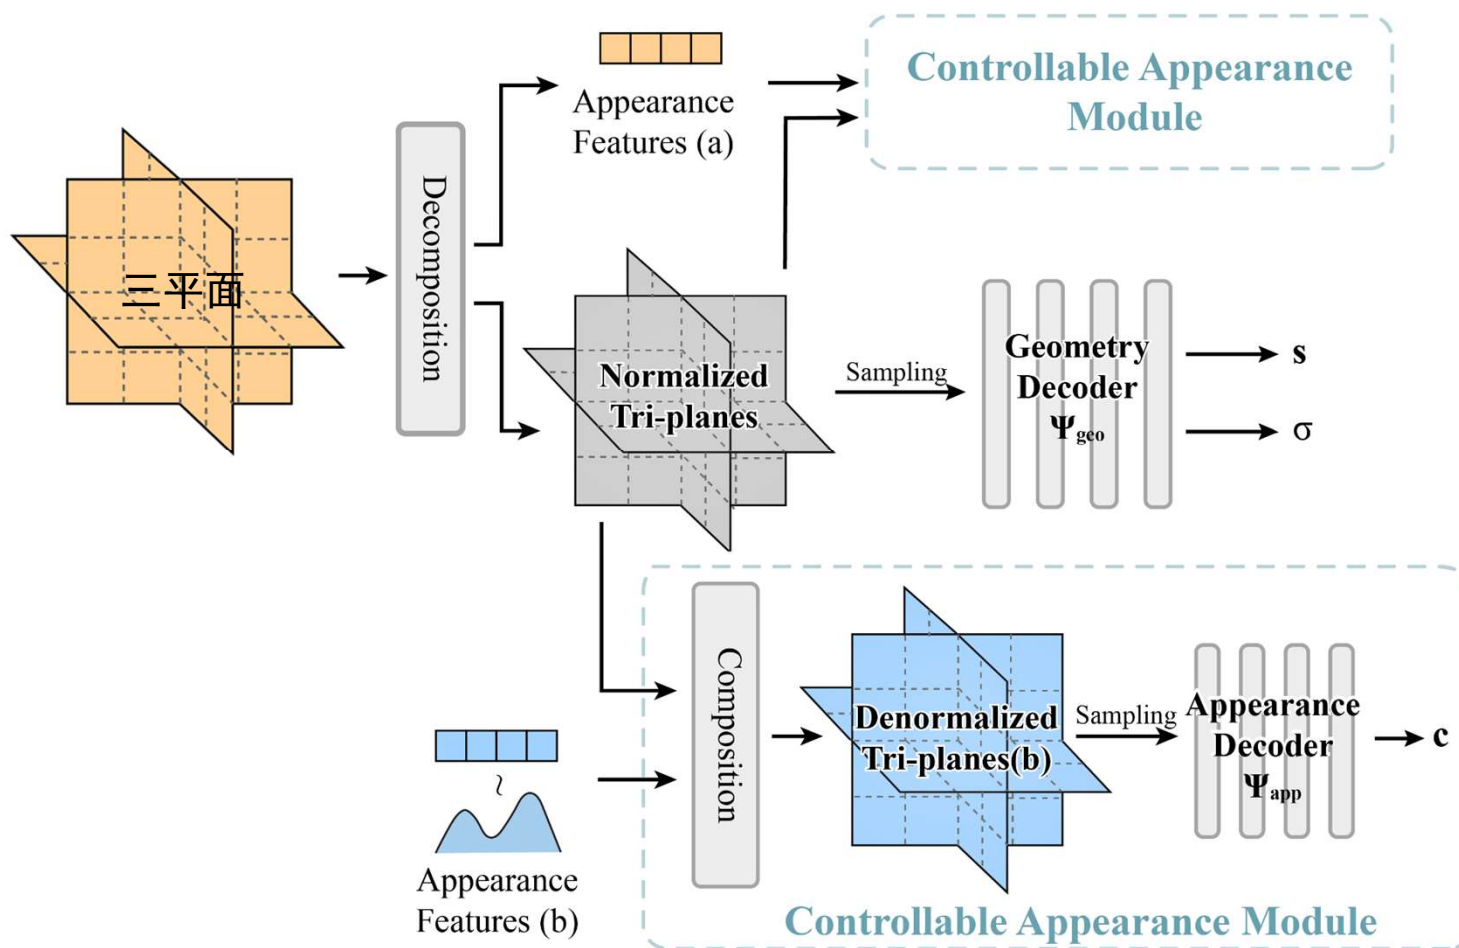 Appearance
Features (a)
Controllable Appearance
Module
三平面
Decomposition
Normalized
Tri-planes
Sampling
Geometry
Decoder
Ψgeo
s
σ
Composition
Denormalized
Tri-planes(b)
Sampling
Appearance
Decoder
Ψapp
c
~
Appearance
Features (b)
Controllable Appearance Module